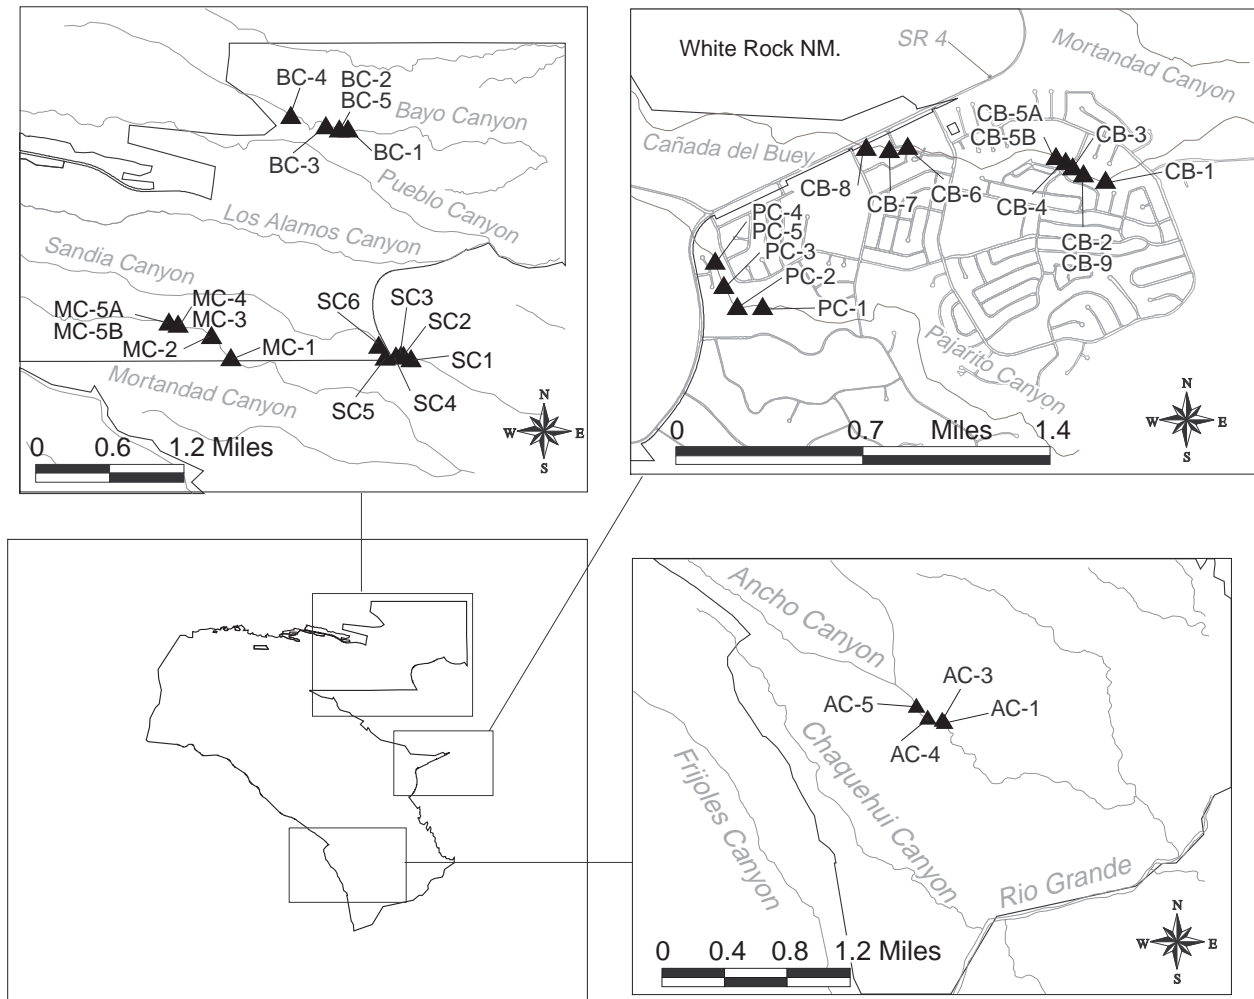 BC-4
BC-2
BC-5
Bayo Canyon
BC-3
BC-1
Pueblo Canyon
Los Alamos Canyon
Sandia Canyon
MC-5A
MC-4
MC-5B
MC-3
MC-2
MC-1
SC6
SC3
SC2
SC1
SC4
SC5
Mortandad Canyon
N
W
E
S
0
0.6
1.2 Miles
White Rock NM.
SR 4
Mortandad Canyon
CB-5A
CB-5B
CB-3
Cañada del Buey
CB-8
CB-7
CB-6
CB-4
CB-1
CB-2
CB-9
PC-4
PC-5
PC-3
PC-2
PC-1
Pajarito Canyon
N
W
E
S
0
0.7
Miles
1.4
Ancho Canyon
AC-3
AC-5
AC-1
AC-4
Chaquehui Canyon
Frijoles Canyon
Rio Grande
N
W
E
S
0
0.4
0.8
1.2 Miles